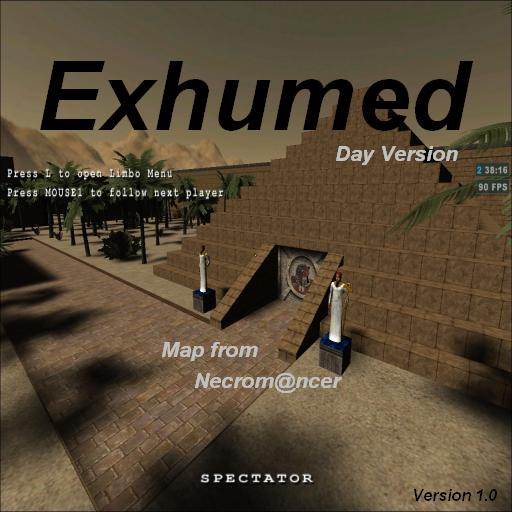 Exhumed
Day Version
Press L to open Limbo Menu
2 38:16
Press MOUSE1 to follow next player
90 FPS
Map from
Necrom@ncer
SPECTATOR
Version 1.0